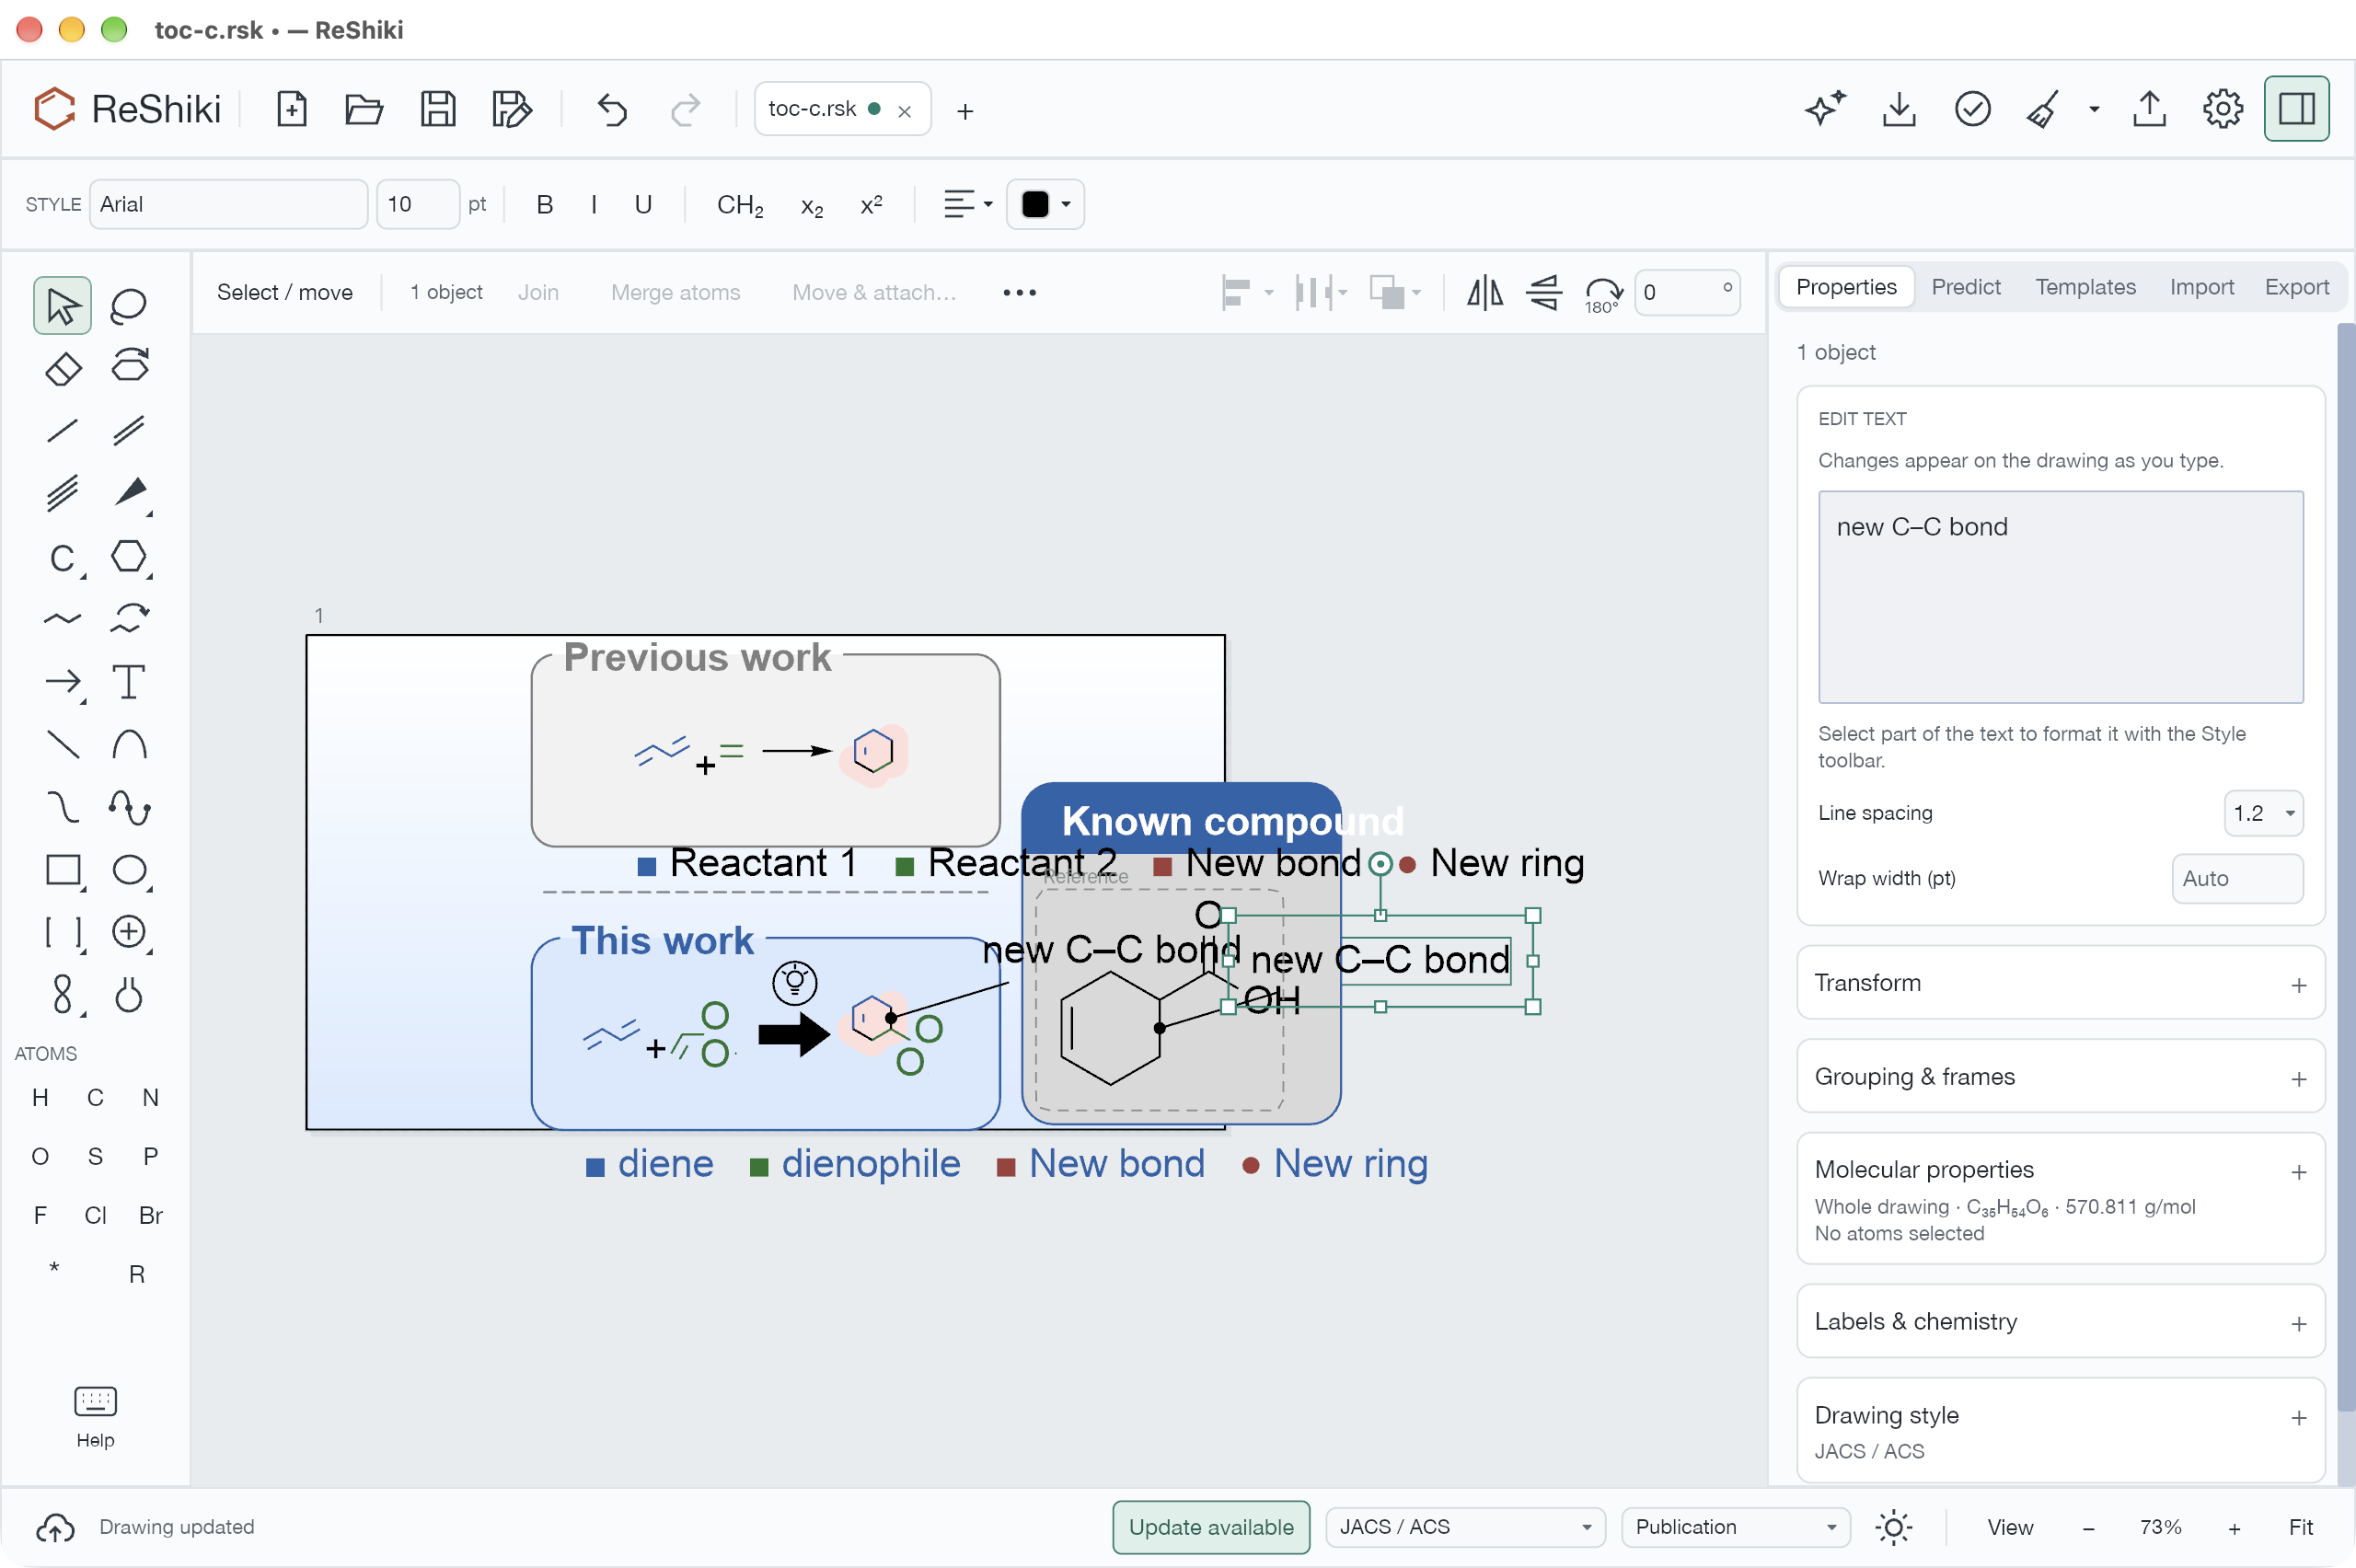 toc-c.rsk • — ReShiki
ReShiki
toc-c.rsk
STYLE Arial 10 pt B I U CH₂ x₂ x²
Select / move 1 object Join Merge atoms Move & attach… 180° 0 °
Properties Predict Templates Import Export
1 object
EDIT TEXT
Changes appear on the drawing as you type.
new C–C bond
Select part of the text to format it with the Style
toolbar.
Line spacing 1.2
Wrap width (pt) Auto
Transform
Grouping & frames
Molecular properties
Whole drawing · C₃₅H₅₄O₆ · 570.811 g/mol
No atoms selected
Labels & chemistry
Drawing style
JACS / ACS
C
T
ATOMS
H C N
O S P
F Cl Br
* R
Help
1
Previous work
+
Known compound
Reactant 1 Reactant 2 New bond New ring
Reference
This work
new C–C bond
new C–C bond
O
OH
+ O O
O O
diene dienophile New bond New ring
Drawing updated
Update available JACS / ACS Publication View – 73% + Fit